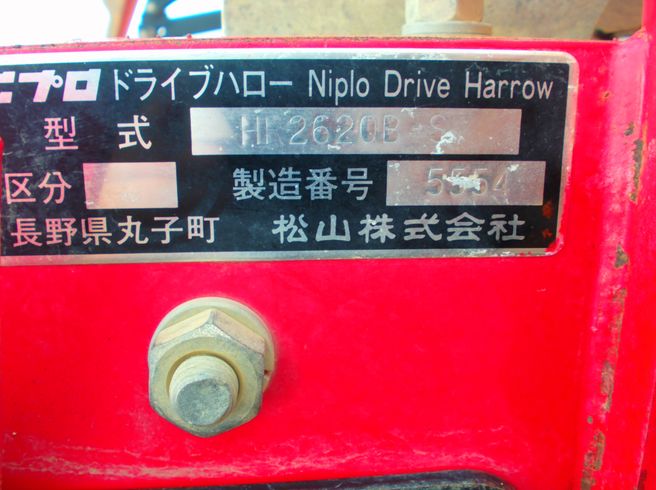 ニプロ ドライブハロー Niplo Drive Harrow
型式 HR2620B-S
区分 製造番号 5554
長野県丸子町 松山株式会社